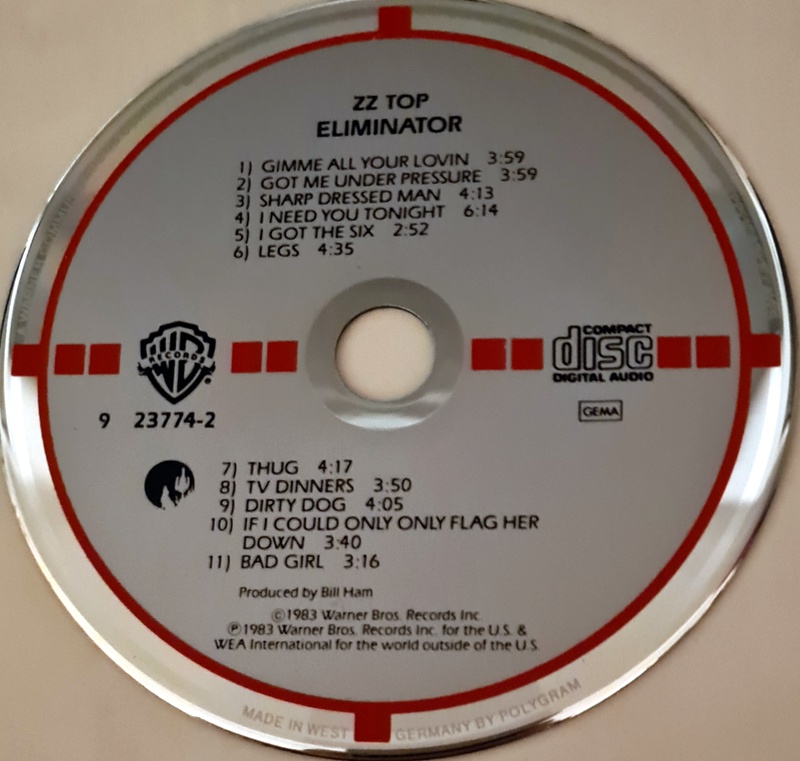 ZZ TOP
ELIMINATOR
1) GIMME ALL YOUR LOVIN 3:59
2) GOT ME UNDER PRESSURE 3:59
3) SHARP DRESSED MAN 4:13
4) I NEED YOU TONIGHT 6:14
5) I GOT THE SIX 2:52
6) LEGS 4:35
RECORDS
COMPACT
disc
DIGITAL AUDIO
GEMA
9 23774-2
7) THUG 4:17
8) TV DINNERS 3:50
9) DIRTY DOG 4:05
10) IF I COULD ONLY ONLY FLAG HER
DOWN 3:40
11) BAD GIRL 3:16
Produced by Bill Ham
©1983 Warner Bros. Records Inc.
℗1983 Warner Bros. Records Inc. for the U.S. &
WEA International for the world outside of the U.S.
MADE IN WEST GERMANY BY POLYGRAM